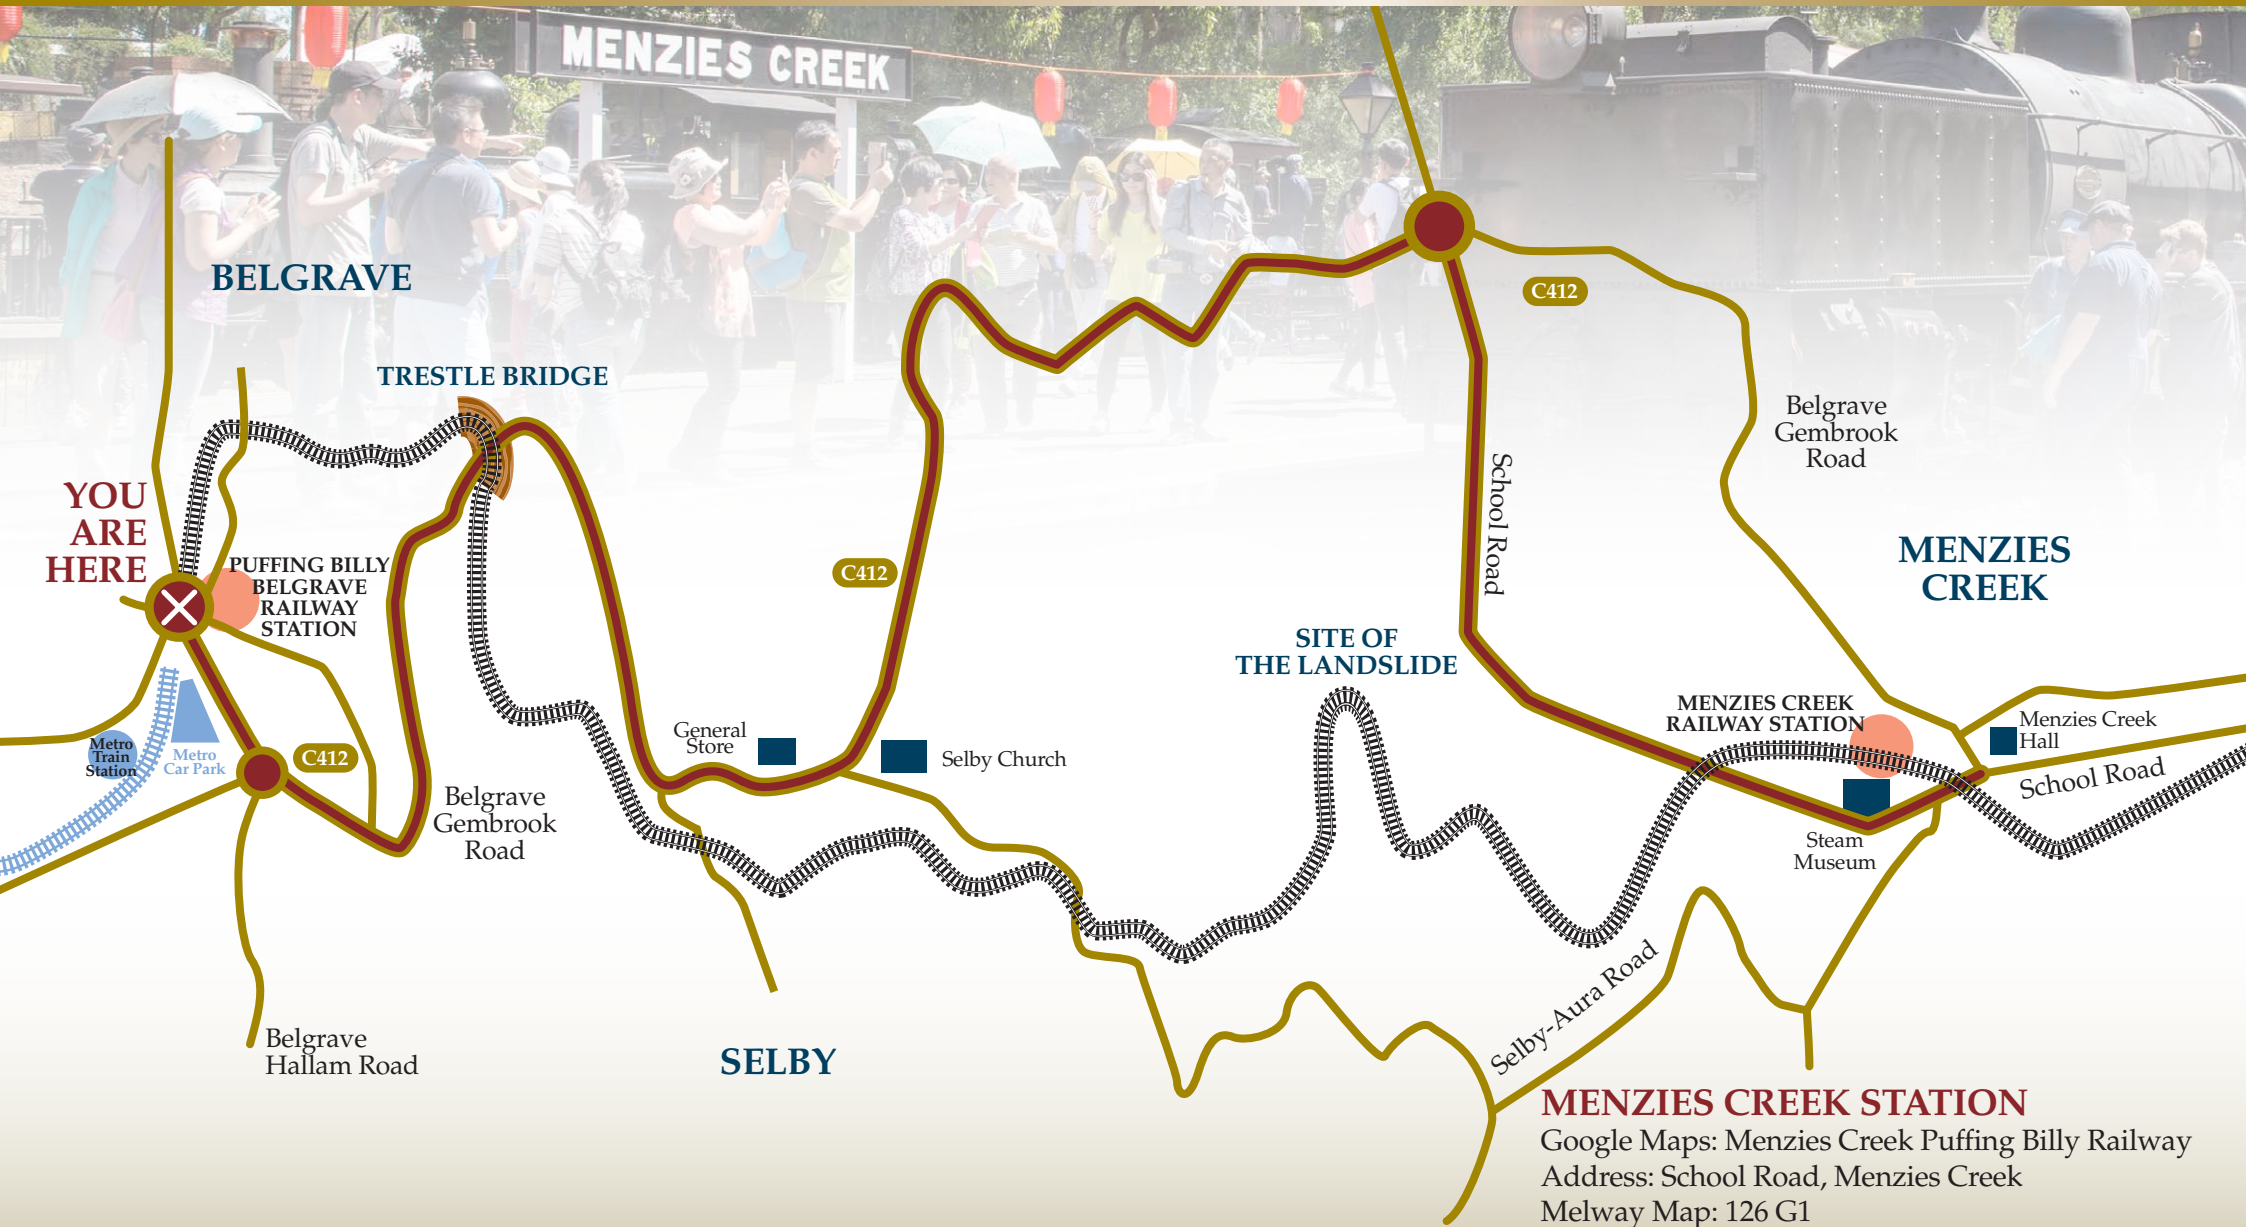 MENZIES CREEK
BELGRAVE
C412
TRESTLE BRIDGE
Belgrave
Gembrook
Road
YOU
ARE
HERE
School Road
MENZIES
CREEK
PUFFING BILLY
BELGRAVE
RAILWAY
STATION
C412
SITE OF
THE LANDSLIDE
MENZIES CREEK
RAILWAY STATION
Metro
Train
Station
Metro
Car Park
C412
General
Store
Selby Church
Menzies Creek
Hall
School Road
Belgrave
Gembrook
Road
Steam
Museum
Selby-Aura Road
Belgrave
Hallam Road
SELBY
MENZIES CREEK STATION
Google Maps: Menzies Creek Puffing Billy Railway
Address: School Road, Menzies Creek
Melway Map: 126 G1